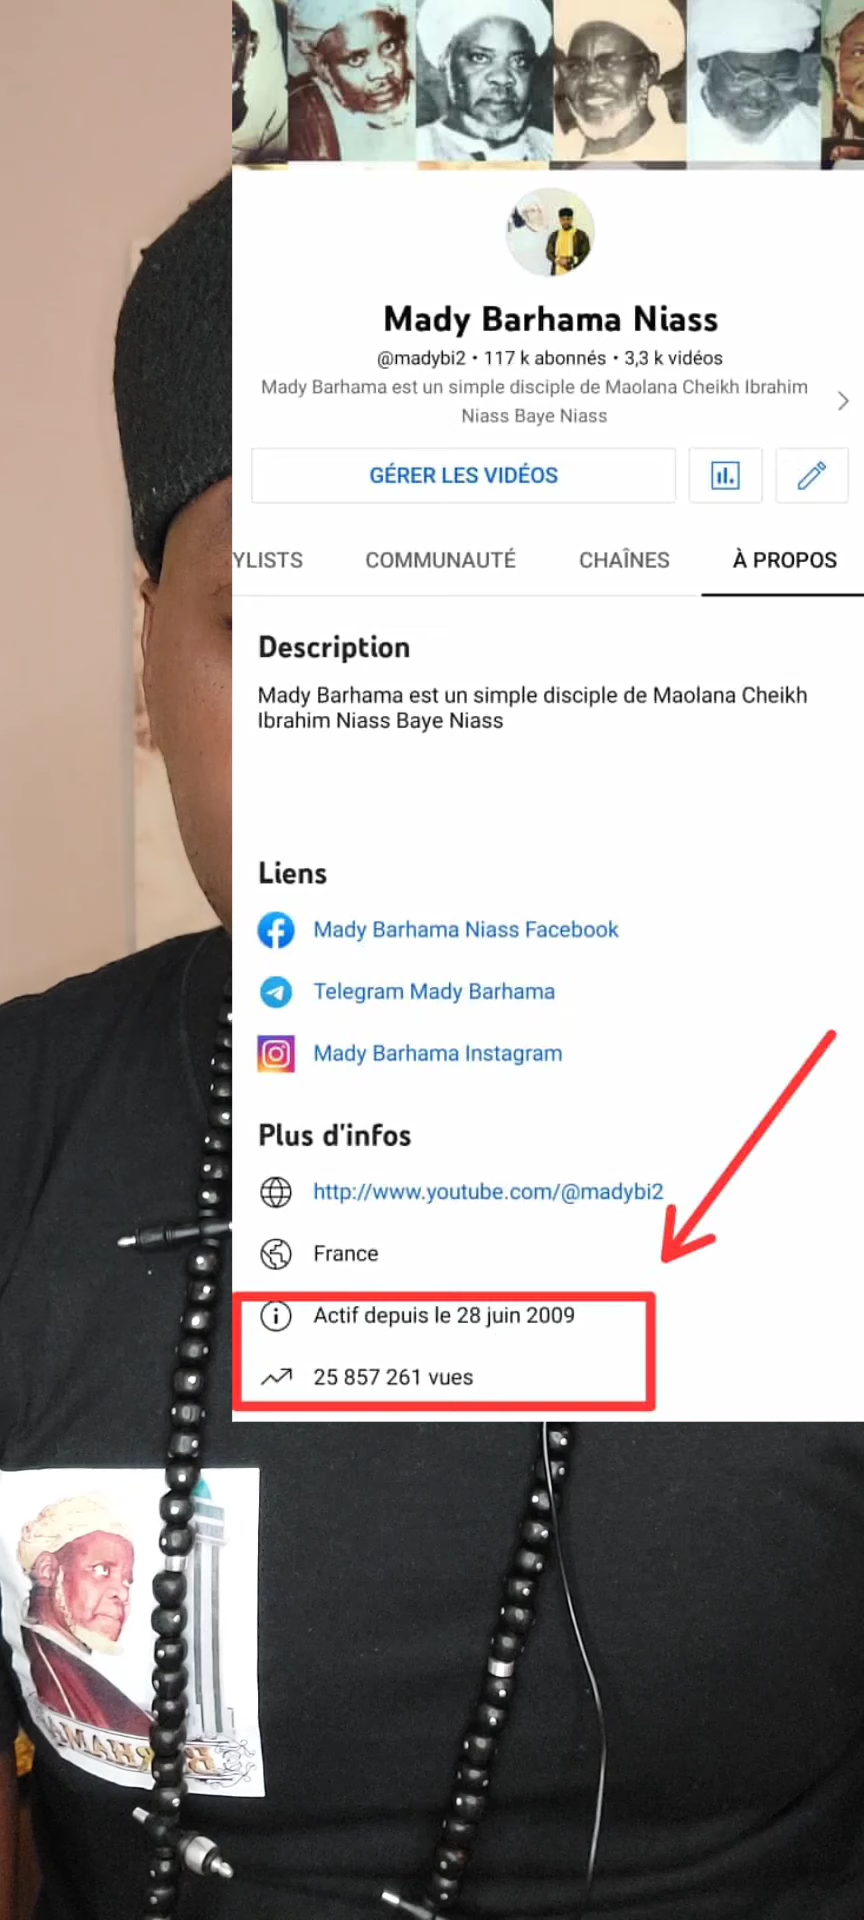 Mady Barhama Niass
@madybi2 • 117 k abonnés • 3,3 k vidéos
Mady Barhama est un simple disciple de Maolana Cheikh Ibrahim
Niass Baye Niass
GÉRER LES VIDÉOS
YLISTS COMMUNAUTÉ CHAÎNES À PROPOS
Description
Mady Barhama est un simple disciple de Maolana Cheikh
Ibrahim Niass Baye Niass
Liens
Mady Barhama Niass Facebook
Telegram Mady Barhama
Mady Barhama Instagram
Plus d'infos
http://www.youtube.com/@madybi2
France
Actif depuis le 28 juin 2009
25 857 261 vues